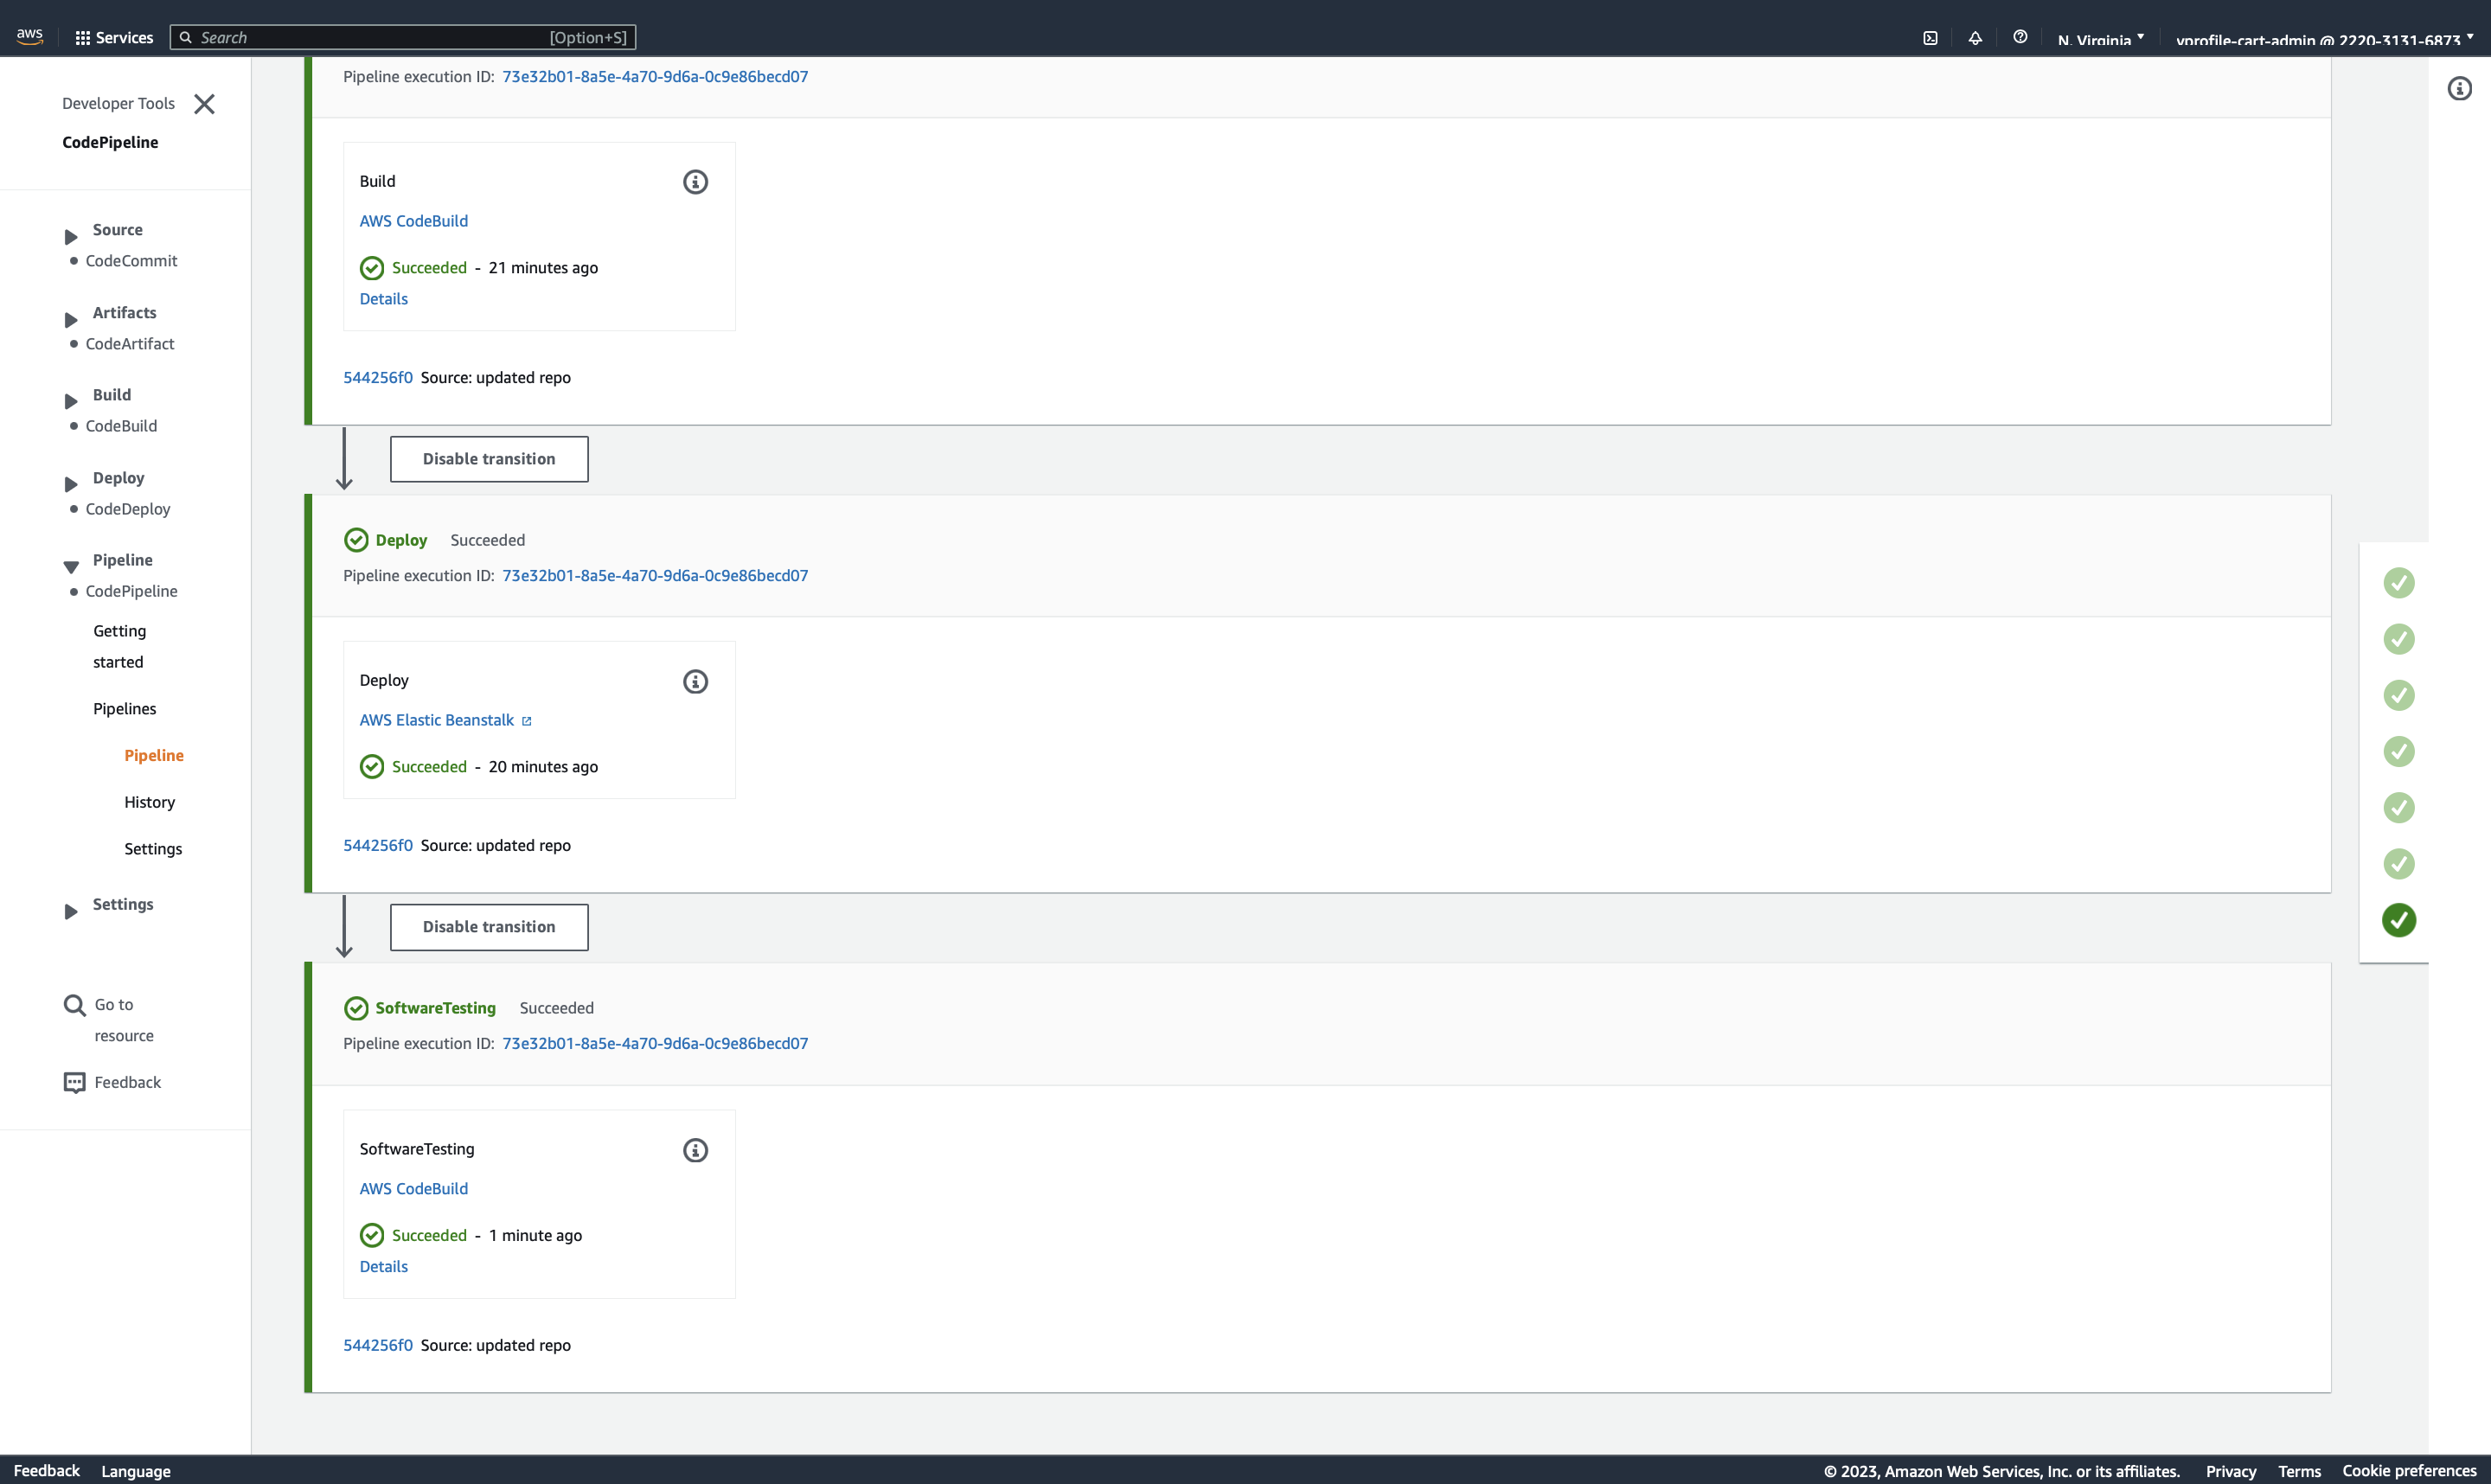 aws
Services
Search
[Option+S]
N. Virginia
vprofile-cart-admin @ 2220-3131-6873
Developer Tools
CodePipeline
Source
CodeCommit
Artifacts
CodeArtifact
Build
CodeBuild
Deploy
CodeDeploy
Pipeline
CodePipeline
Getting
started
Pipelines
Pipeline
History
Settings
Settings
Go to
resource
Feedback
Pipeline execution ID: 73e32b01-8a5e-4a70-9d6a-0c9e86becd07
Build
AWS CodeBuild
Succeeded - 21 minutes ago
Details
544256f0 Source: updated repo
Disable transition
Deploy Succeeded
Pipeline execution ID: 73e32b01-8a5e-4a70-9d6a-0c9e86becd07
Deploy
AWS Elastic Beanstalk
Succeeded - 20 minutes ago
544256f0 Source: updated repo
Disable transition
SoftwareTesting Succeeded
Pipeline execution ID: 73e32b01-8a5e-4a70-9d6a-0c9e86becd07
SoftwareTesting
AWS CodeBuild
Succeeded - 1 minute ago
Details
544256f0 Source: updated repo
Feedback Language
© 2023, Amazon Web Services, Inc. or its affiliates. Privacy Terms Cookie preferences